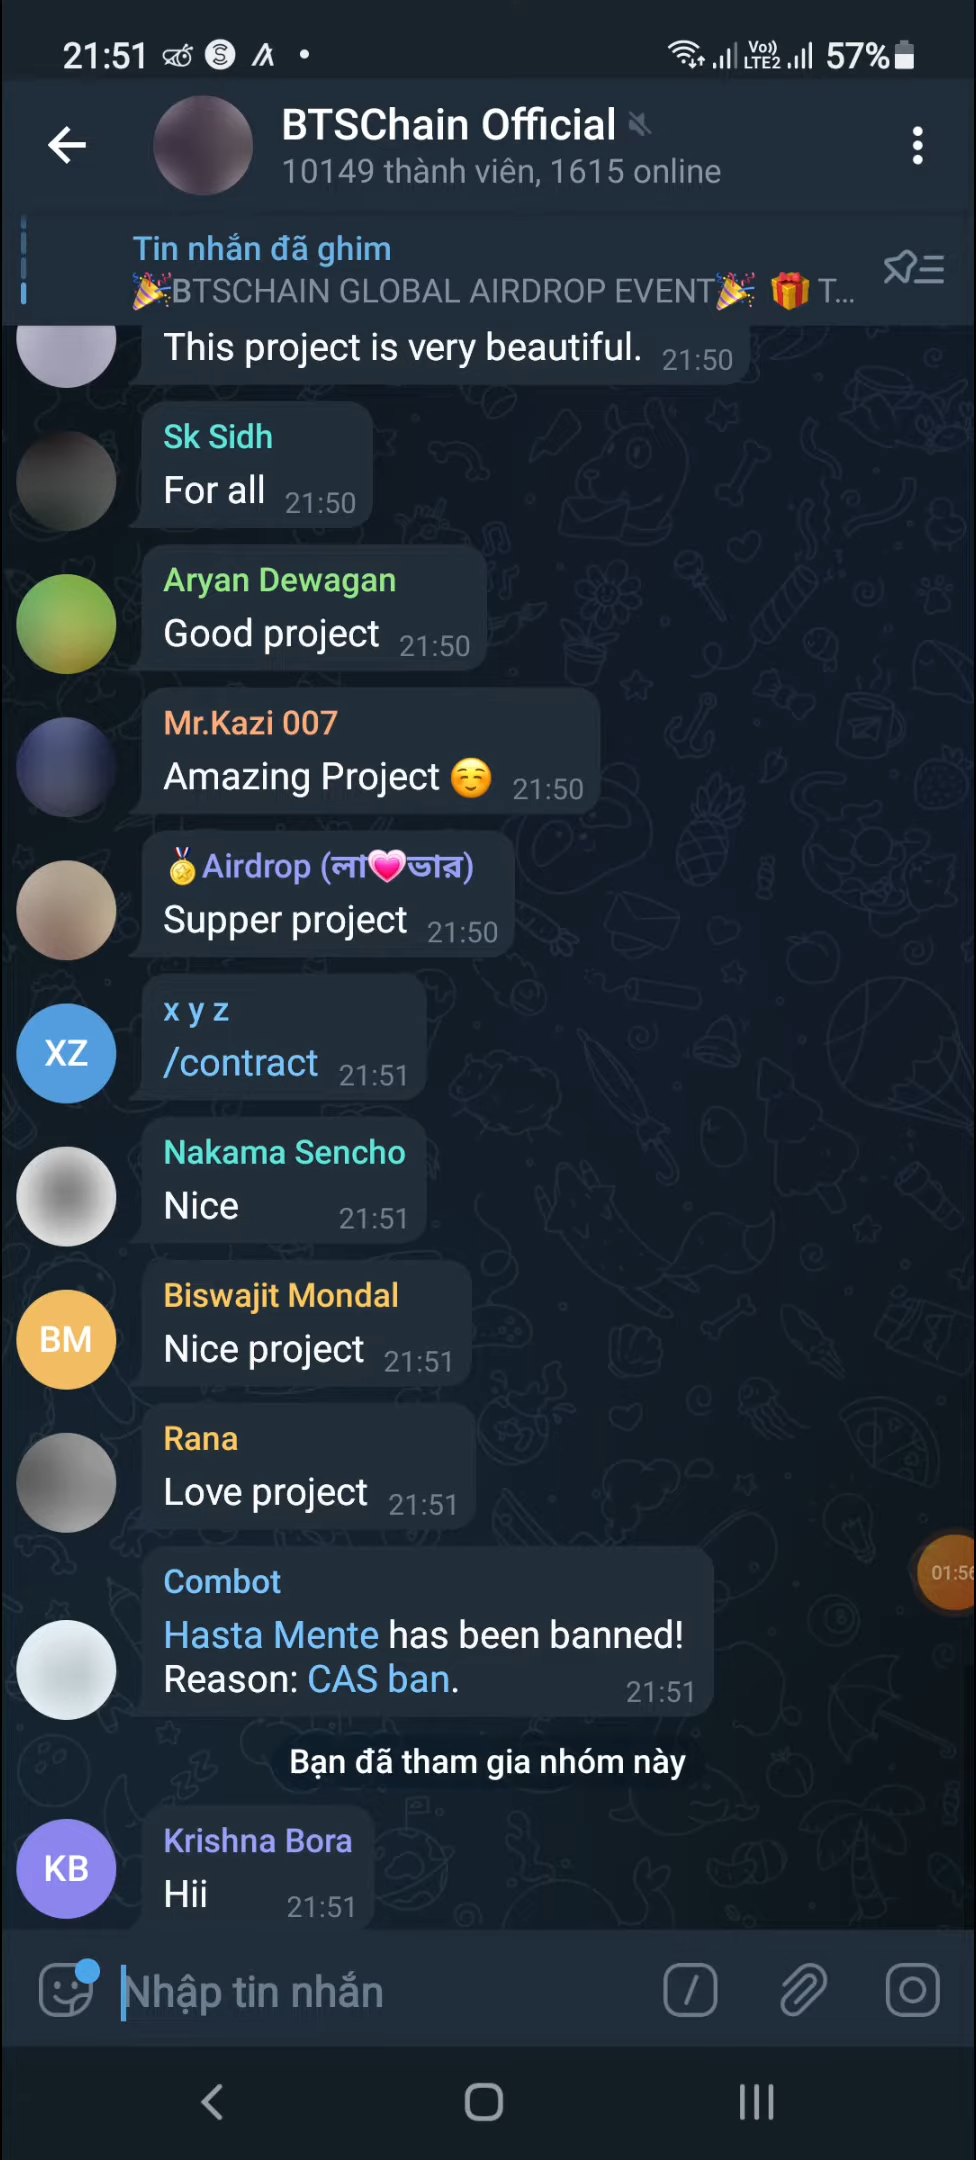 21:51
Vo))
LTE2
57%
BTSChain Official
10149 thành viên, 1615 online
Tin nhắn đã ghim
🎉BTSCHAIN GLOBAL AIRDROP EVENT🎉 🎁 T...
This project is very beautiful. 21:50
Sk Sidh
For all 21:50
Aryan Dewagan
Good project 21:50
Mr.Kazi 007
Amazing Project ☺️ 21:50
🏅Airdrop (লা💗ভার)
Supper project 21:50
XZ
x y z
/contract 21:51
Nakama Sencho
Nice 21:51
BM
Biswajit Mondal
Nice project 21:51
Rana
Love project 21:51
Combot
Hasta Mente has been banned!
Reason: CAS ban. 21:51
01:56
Bạn đã tham gia nhóm này
KB
Krishna Bora
Hii 21:51
Nhập tin nhắn